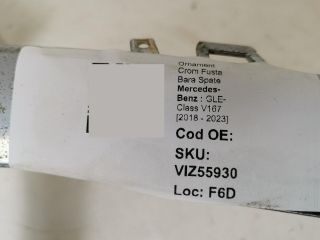 Ornament
Crom Fusta
Bara Spate
Mercedes-
Benz : GLE-
Class V167
[2018 - 2023]
Cod OE:
SKU:
VIZ55930
Loc: F6D